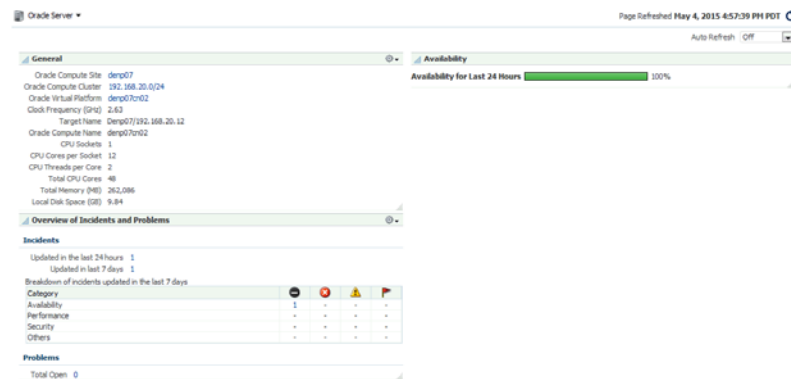 Oracle Server
Page Refreshed May 4, 2015 4:57:39 PM PDT
Auto Refresh Off
General
Oracle Compute Site denp07
Oracle Compute Cluster 192.168.20.0/24
Oracle Virtual Platform denp07cn02
Clock Frequency (GHz) 2.63
Target Name Denp07/192.168.20.12
Oracle Compute Name denp07cn02
CPU Sockets 1
CPU Cores per Socket 12
CPU Threads per Core 2
Total CPU Cores 48
Total Memory (MB) 262,086
Local Disk Space (GB) 9.84
Overview of Incidents and Problems
Incidents
Updated in the last 24 hours 1
Updated in last 7 days 1
Breakdown of incidents updated in the last 7 days
Category
Availability 1 - - -
Performance - - - -
Security - - - -
Others - - - -
Problems
Total Open 0
Availability
Availability for Last 24 Hours 100%